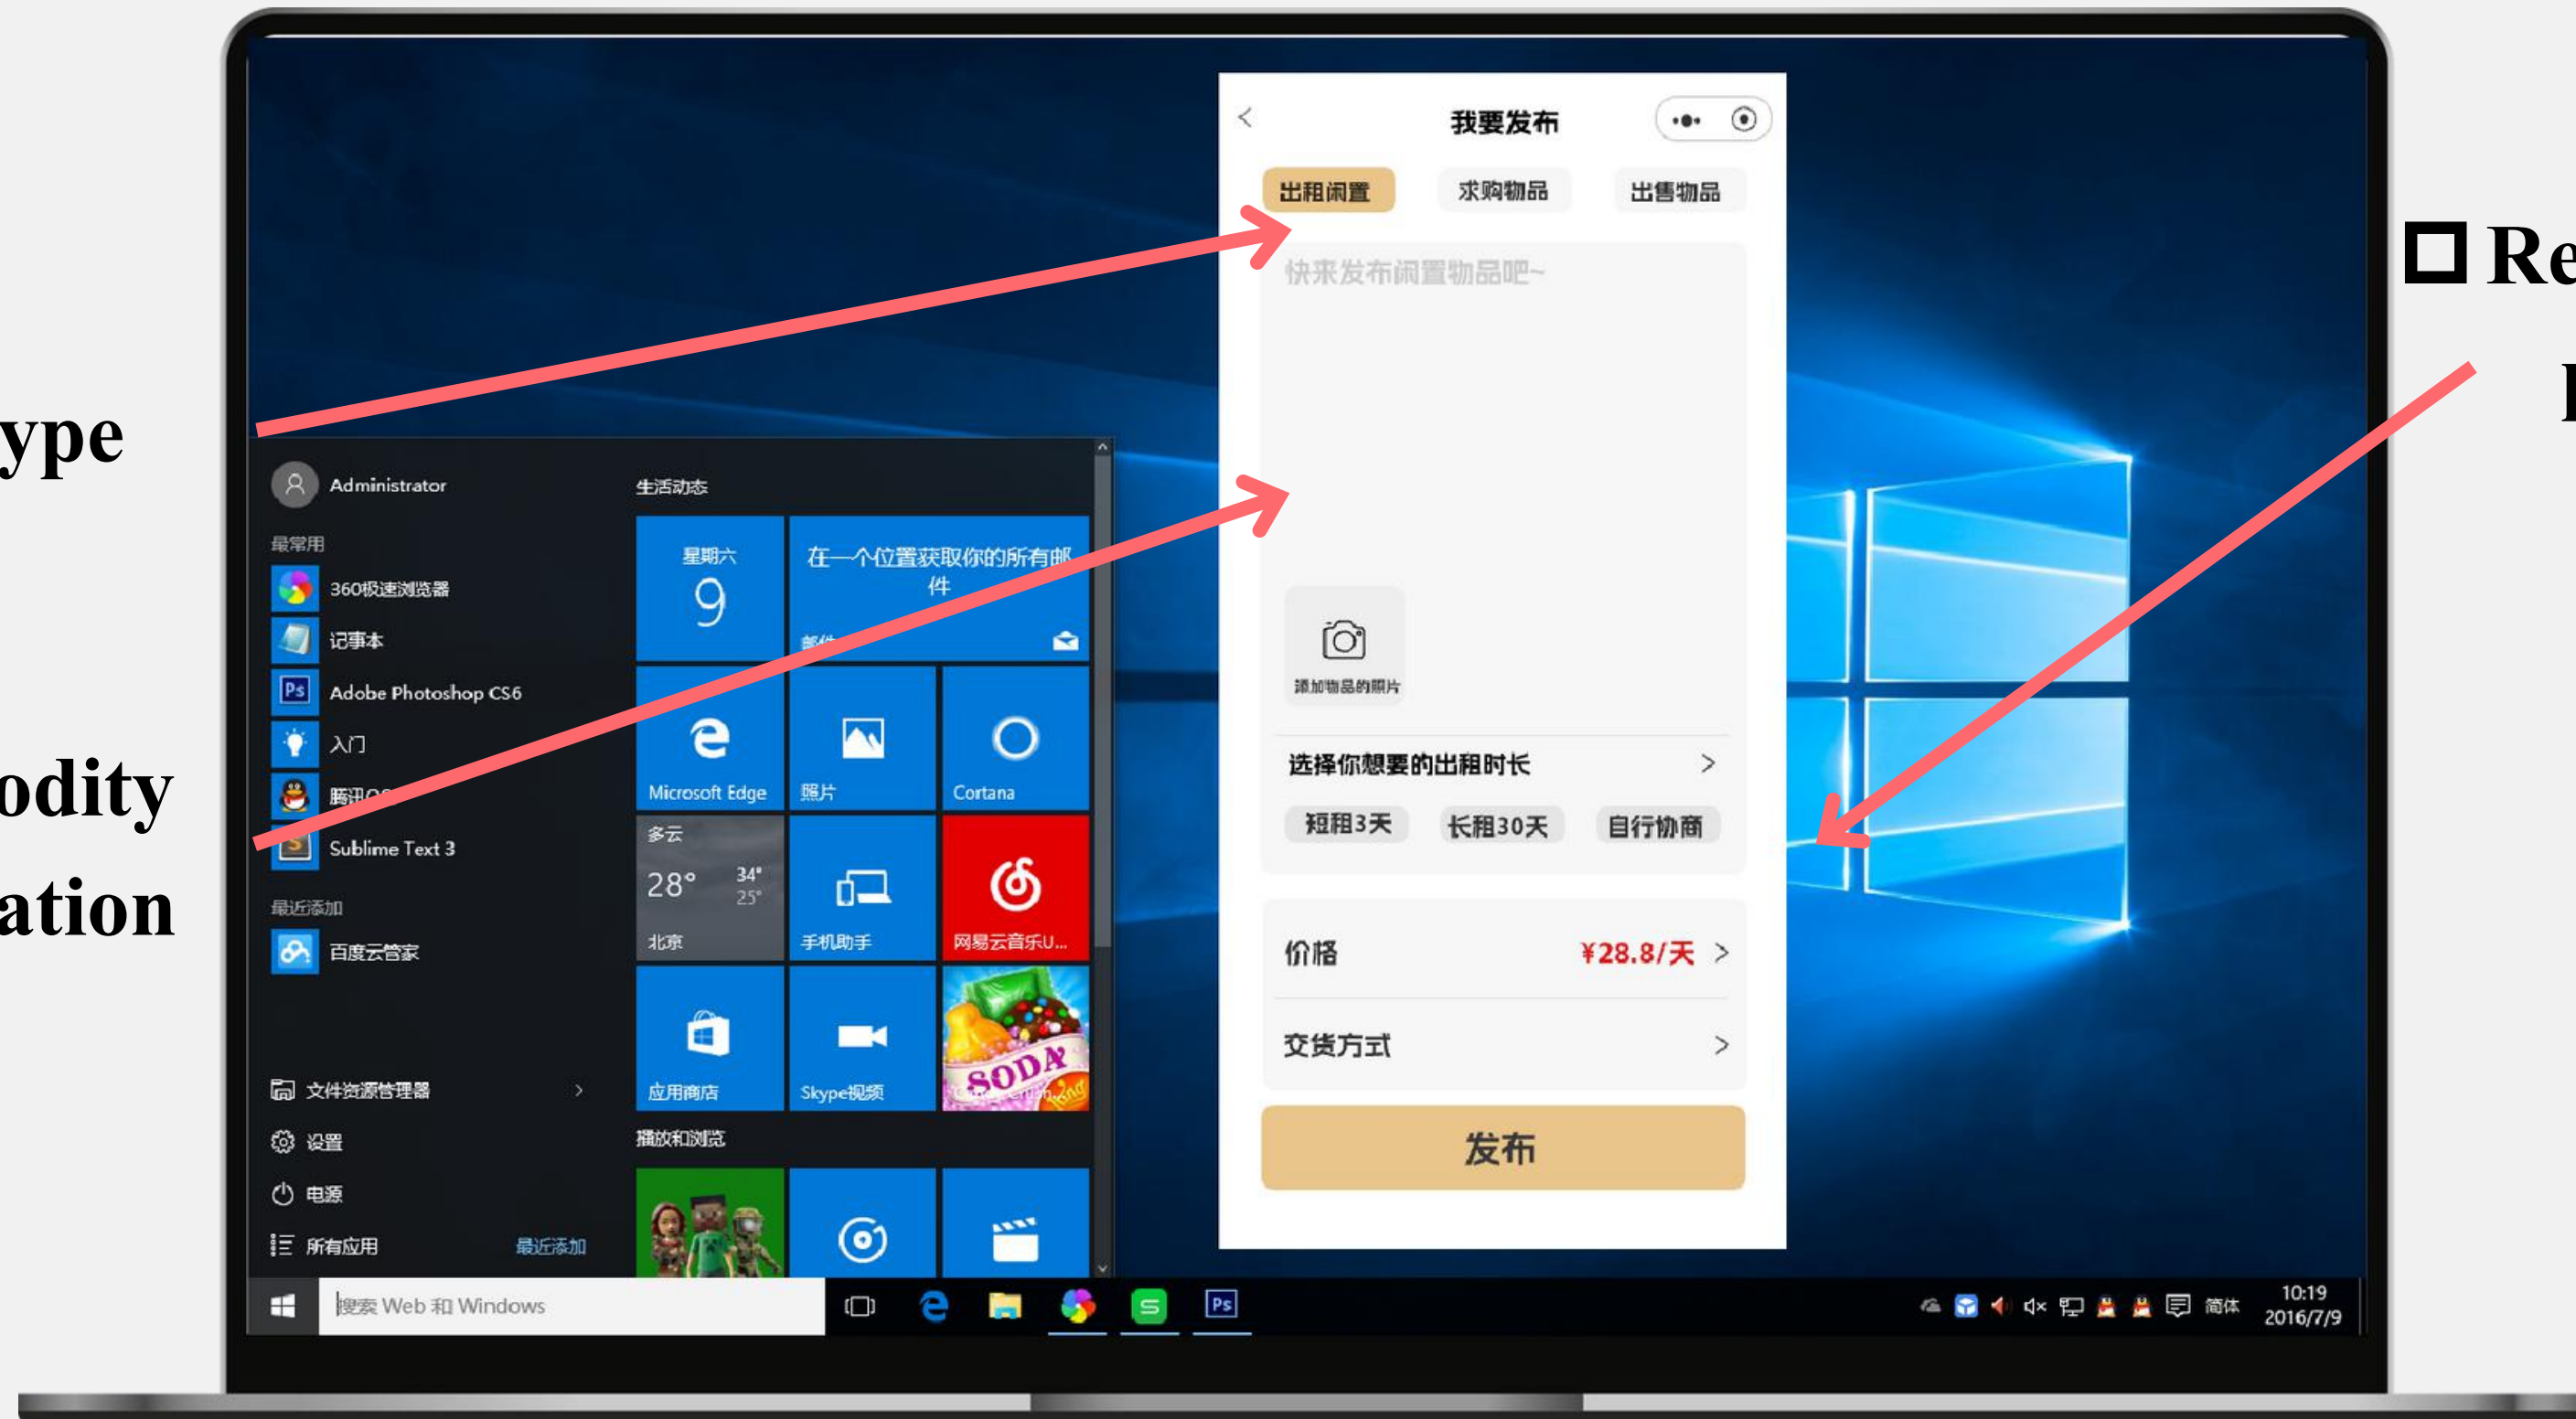 ype
odity
ation
Re
Administrator
最常用
360极速浏览器
记事本
Adobe Photoshop CS6
入门
Sublime Text 3
最近添加
百度云管家
文件资源管理器
设置
电源
所有应用
最近添加
生活动态
星期六
9
在一个位置获取你的所有邮
件
邮件
Microsoft Edge
照片
Cortana
多云
28° 34°
25°
北京
手机助手
网易云音乐U...
应用商店
Skype视频
SODA
播放和浏览
我要发布
出租闲置 求购物品 出售物品
快来发布闲置物品吧~
添加物品的照片
选择你想要的出租时长
短租3天 长租30天 自行协商
价格 ¥28.8/天
交货方式
发布
搜索 Web 和 Windows
Ps
简体
10:19
2016/7/9